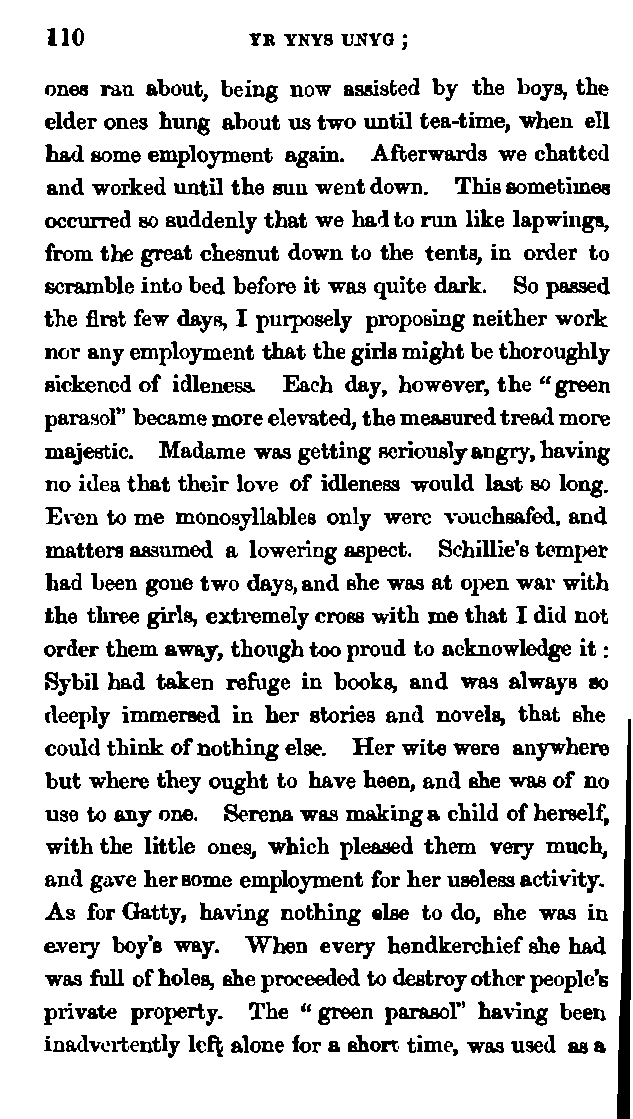 110 YR YNYS UNYG ;
ones ran about, being now assisted by the boys, the
elder ones hung about us two until tea-time, when ell
had some employment again. Afterwards we chatted
and worked until the sun went down. This sometimes
occurred so suddenly that we had to run like lapwings,
from the great chesnut down to the tents, in order to
scramble into bed before it was quite dark. So passed
the first few days, I purposely proposing neither work
nor any employment that the girls might be thoroughly
sickened of idleness. Each day, however, the "green
parasol" became more elevated, the measured tread more
majestic. Madame was getting seriously angry, having
no idea that their love of idleness would last so long.
Even to me monosyllables only were vouchsafed, and
matters assumed a lowering aspect. Schillie's temper
had been gone two days, and she was at open war with
the three girls, extremely cross with me that I did not
order them away, though too proud to acknowledge it :
Sybil had taken refuge in books, and was always so
deeply immersed in her stories and novels, that she
could think of nothing else. Her wite were anywhere
but where they ought to have heen, and she was of no
use to any one. Serena was making a child of herself,
with the little ones, which pleased them very much,
and gave her some employment for her useless activity.
As for Gatty, having nothing else to do, she was in
every boy's way. When every hendkerchief she had
was full of holes, she proceeded to destroy other people's
private property. The "green parasol" having been
inadvertently left alone for a short time, was used as a